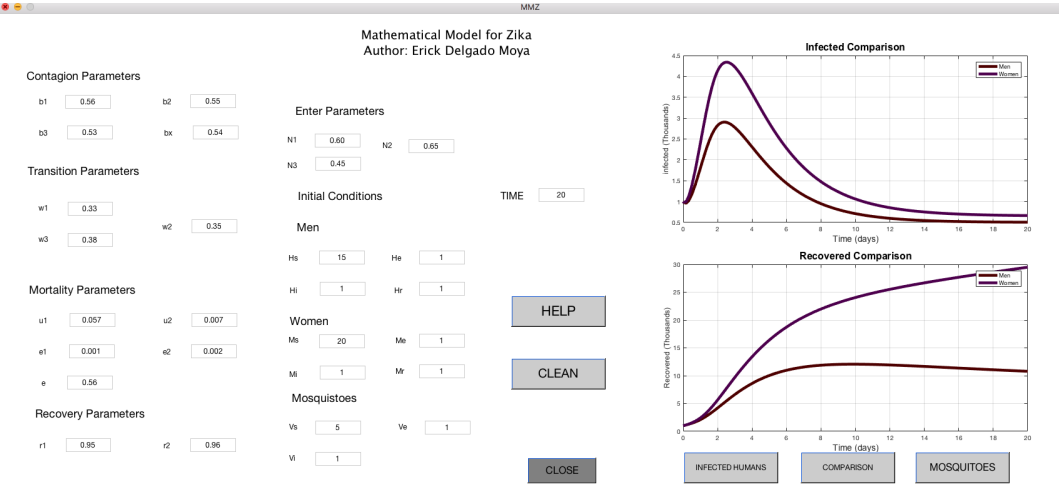 MMZ
Mathematical Model for Zika
Author: Erick Delgado Moya
Contagion Parameters
b1 0.56 b2 0.55
b3 0.53 bx 0.54
Transition Parameters
w1 0.33
w2 0.35
w3 0.38
Mortality Parameters
u1 0.057 u2 0.007
e1 0.001 e2 0.002
e 0.56
Recovery Parameters
r1 0.95 r2 0.96
Enter Parameters
N1 0.60 N2 0.65
N3 0.45
Initial Conditions
Men
Hs 15 He 1
Hi 1 Hr 1
Women
Ms 20 Me 1
Mi 1 Mr 1
Mosquistoes
Vs 5 Ve 1
Vi 1
TIME 20
HELP
CLEAN
CLOSE
Infected Comparison
4.5
4
3.5
3
2.5
2
1.5
1
0.5
infected (Thousands)
Men
Women
0 2 4 6 8 10 12 14 16 18 20
Time (days)
Recovered Comparison
30
25
20
15
10
5
0
Recovered (Thousands)
Men
Women
0 2 4 6 8 10 12 14 16 18 20
Time (days)
INFECTED HUMANS COMPARISON MOSQUITOES